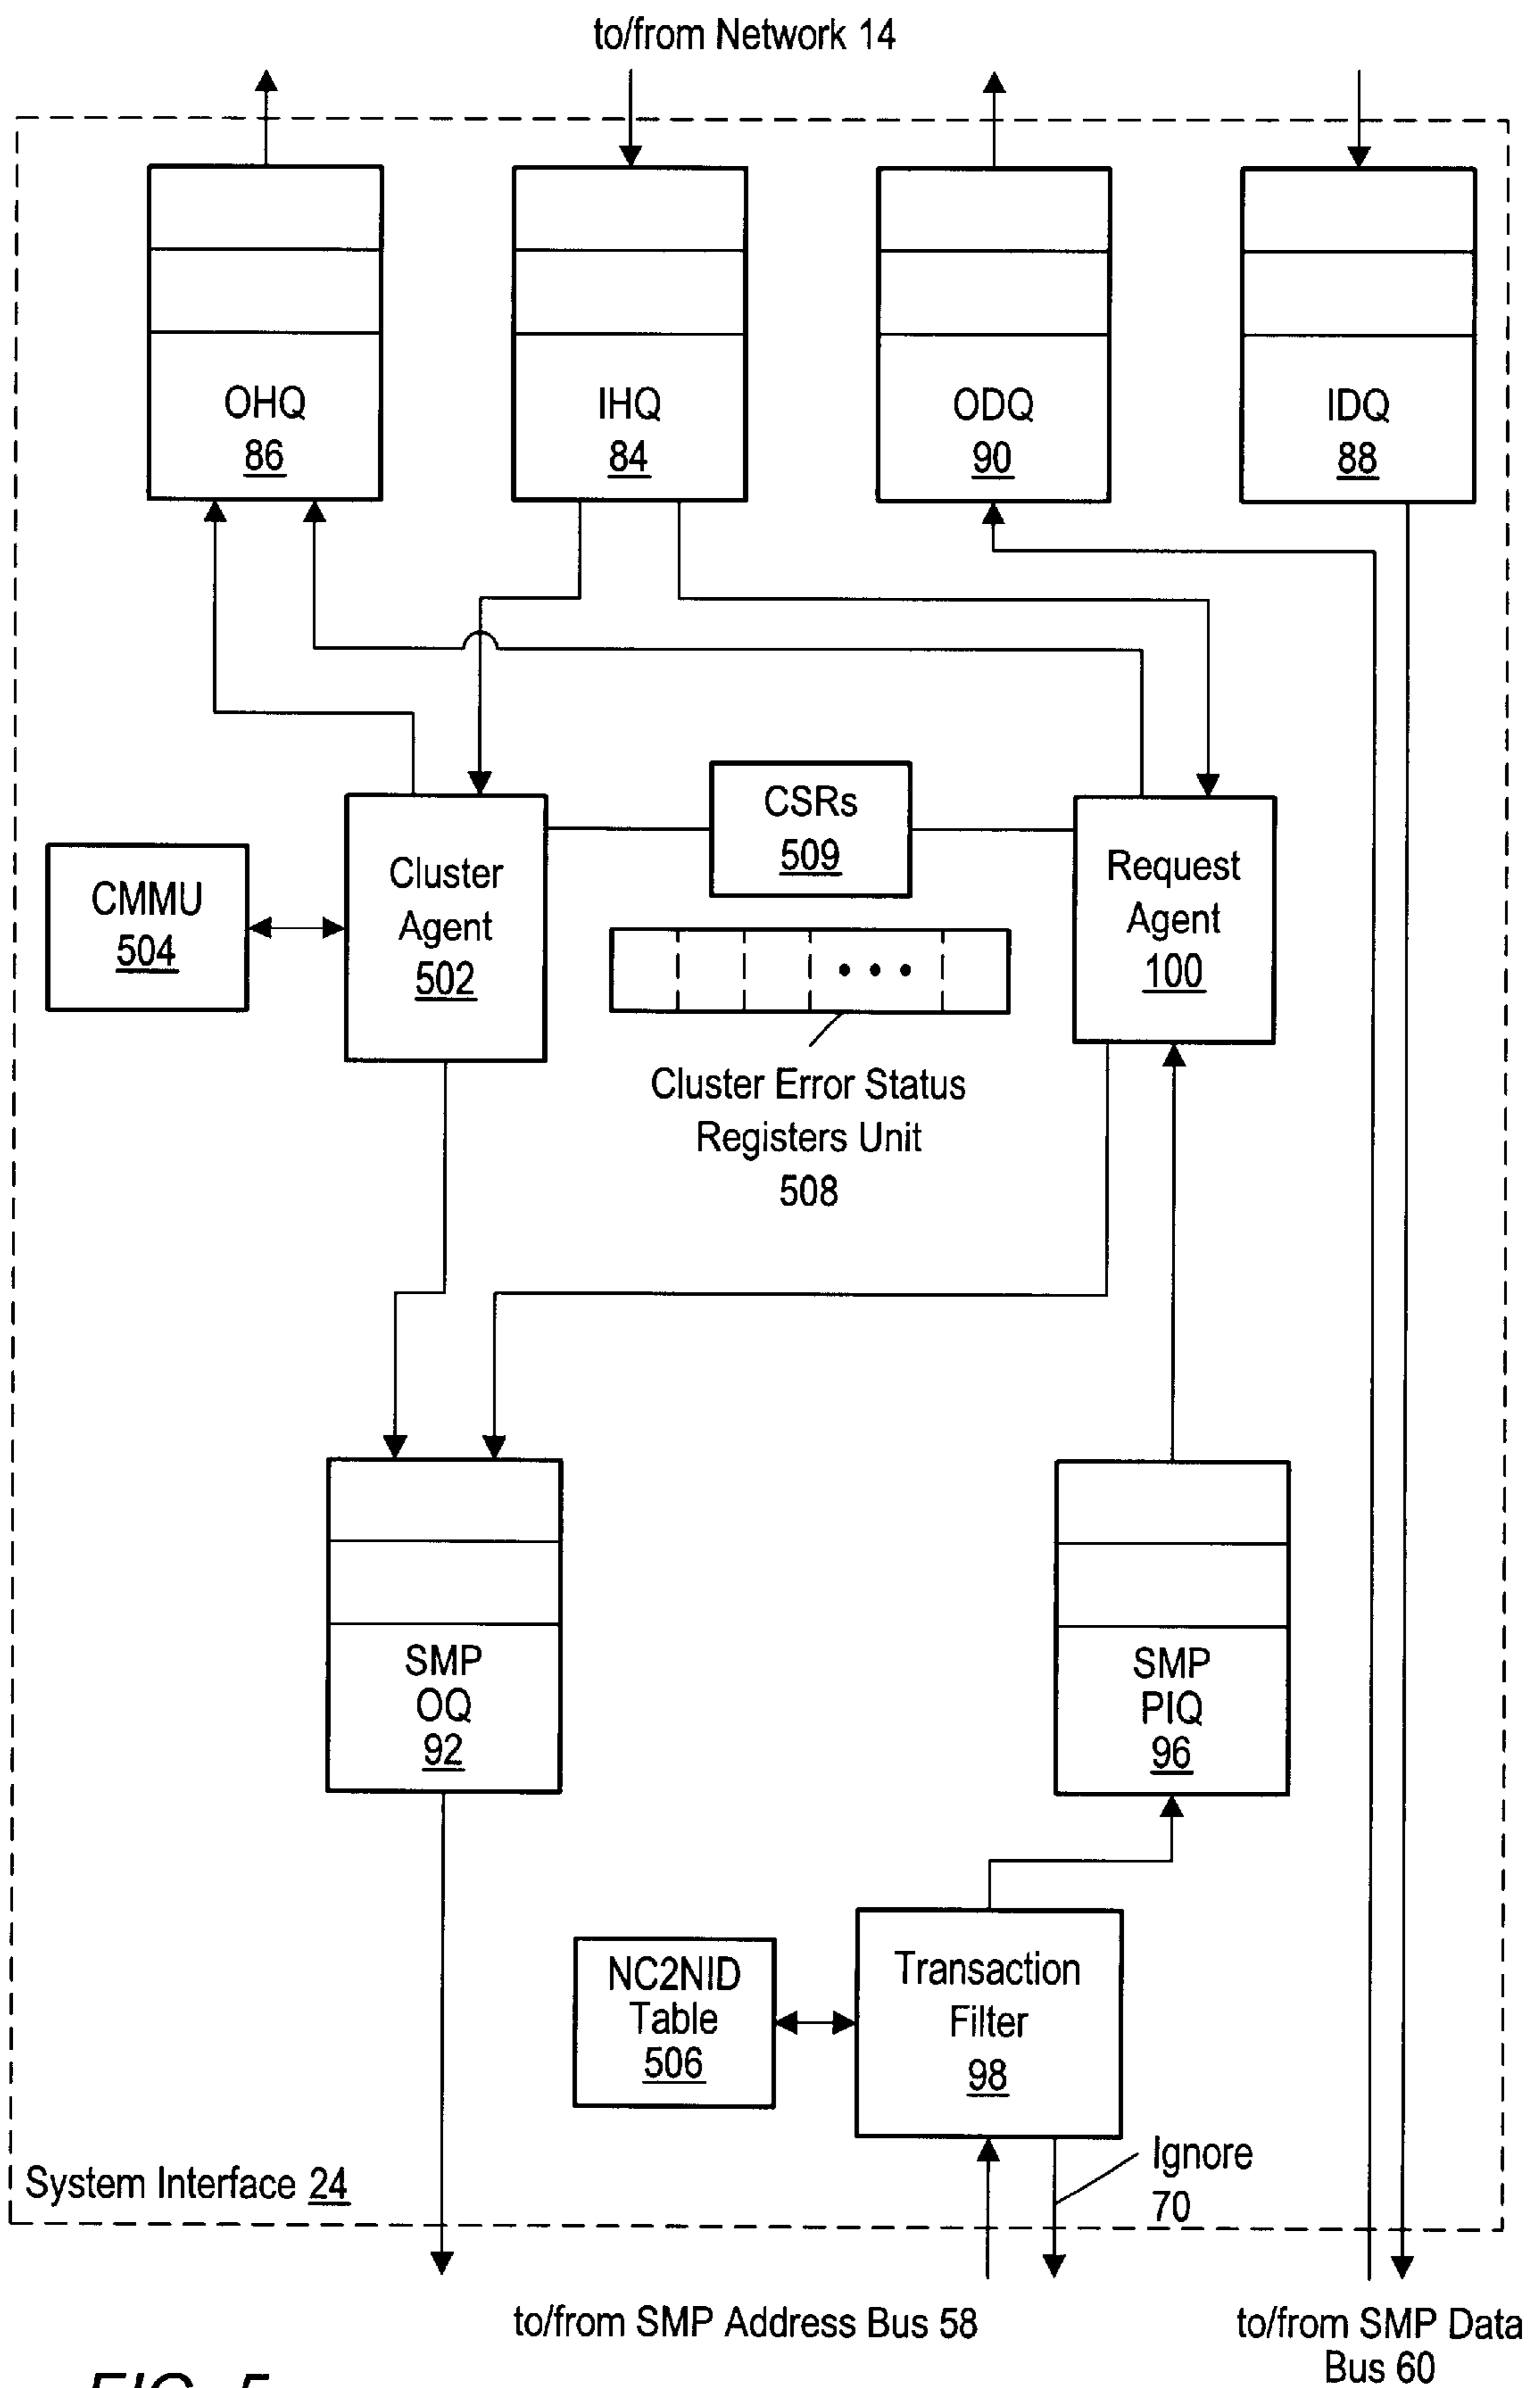 to/from Network 14
OHQ
86
IHQ
84
ODQ
90
IDQ
88
CMMU
504
Cluster
Agent
502
CSRs
509
Request
Agent
100
Cluster Error Status
Registers Unit
508
SMP
OQ
92
SMP
PIQ
96
NC2NID
Table
506
Transaction
Filter
98
Ignore
70
System Interface 24
to/from SMP Address Bus 58
to/from SMP Data
Bus 60